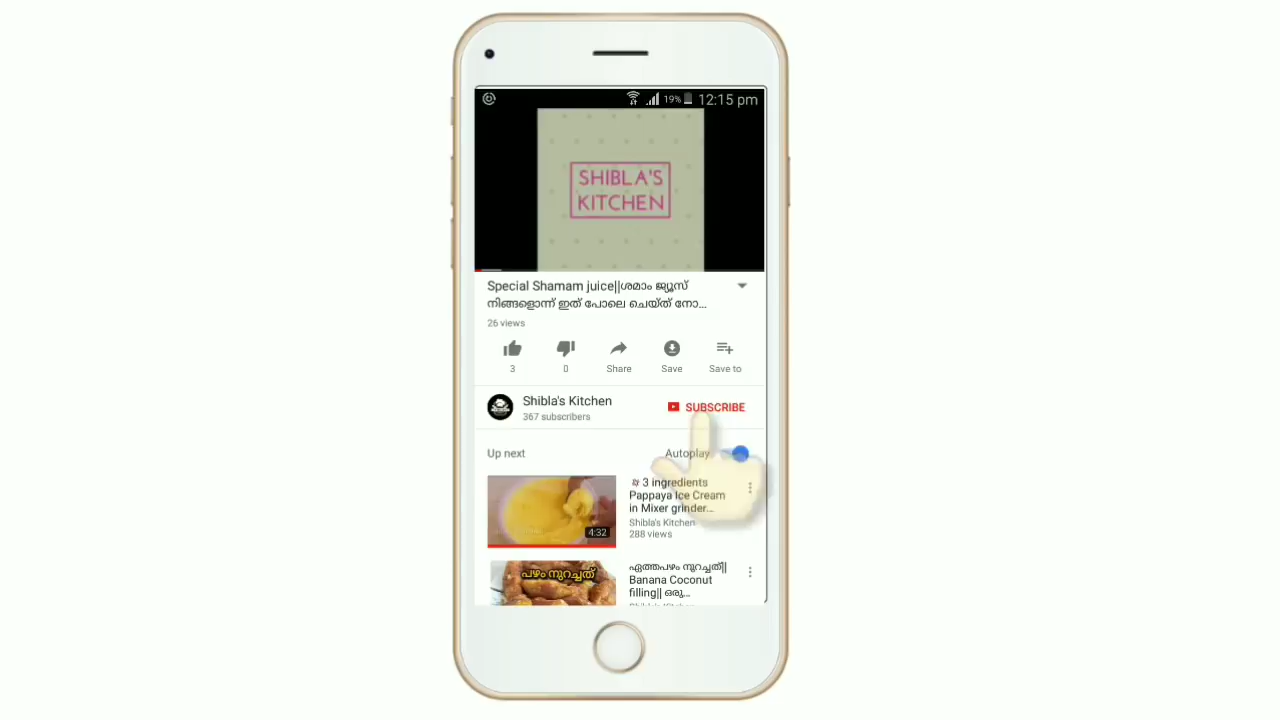 19% 12:15 pm
SHIBLA'S
KITCHEN
Special Shamam juice||ശമാം ജ്യൂസ്
നിങ്ങളൊന്ന് ഇത് പോലെ ചെയ്ത് നോ...
26 views
3 0 Share Save Save to
Shibla's Kitchen
367 subscribers
SUBSCRIBE
Up next Autoplay
3 ingredients
Pappaya Ice Cream
in Mixer grinder...
Shibla's Kitchen
288 views
4:32
പഴം നുറച്ചത്
ഏത്തപഴം നുറച്ചത്||
Banana Coconut
filling|| ഒരു...